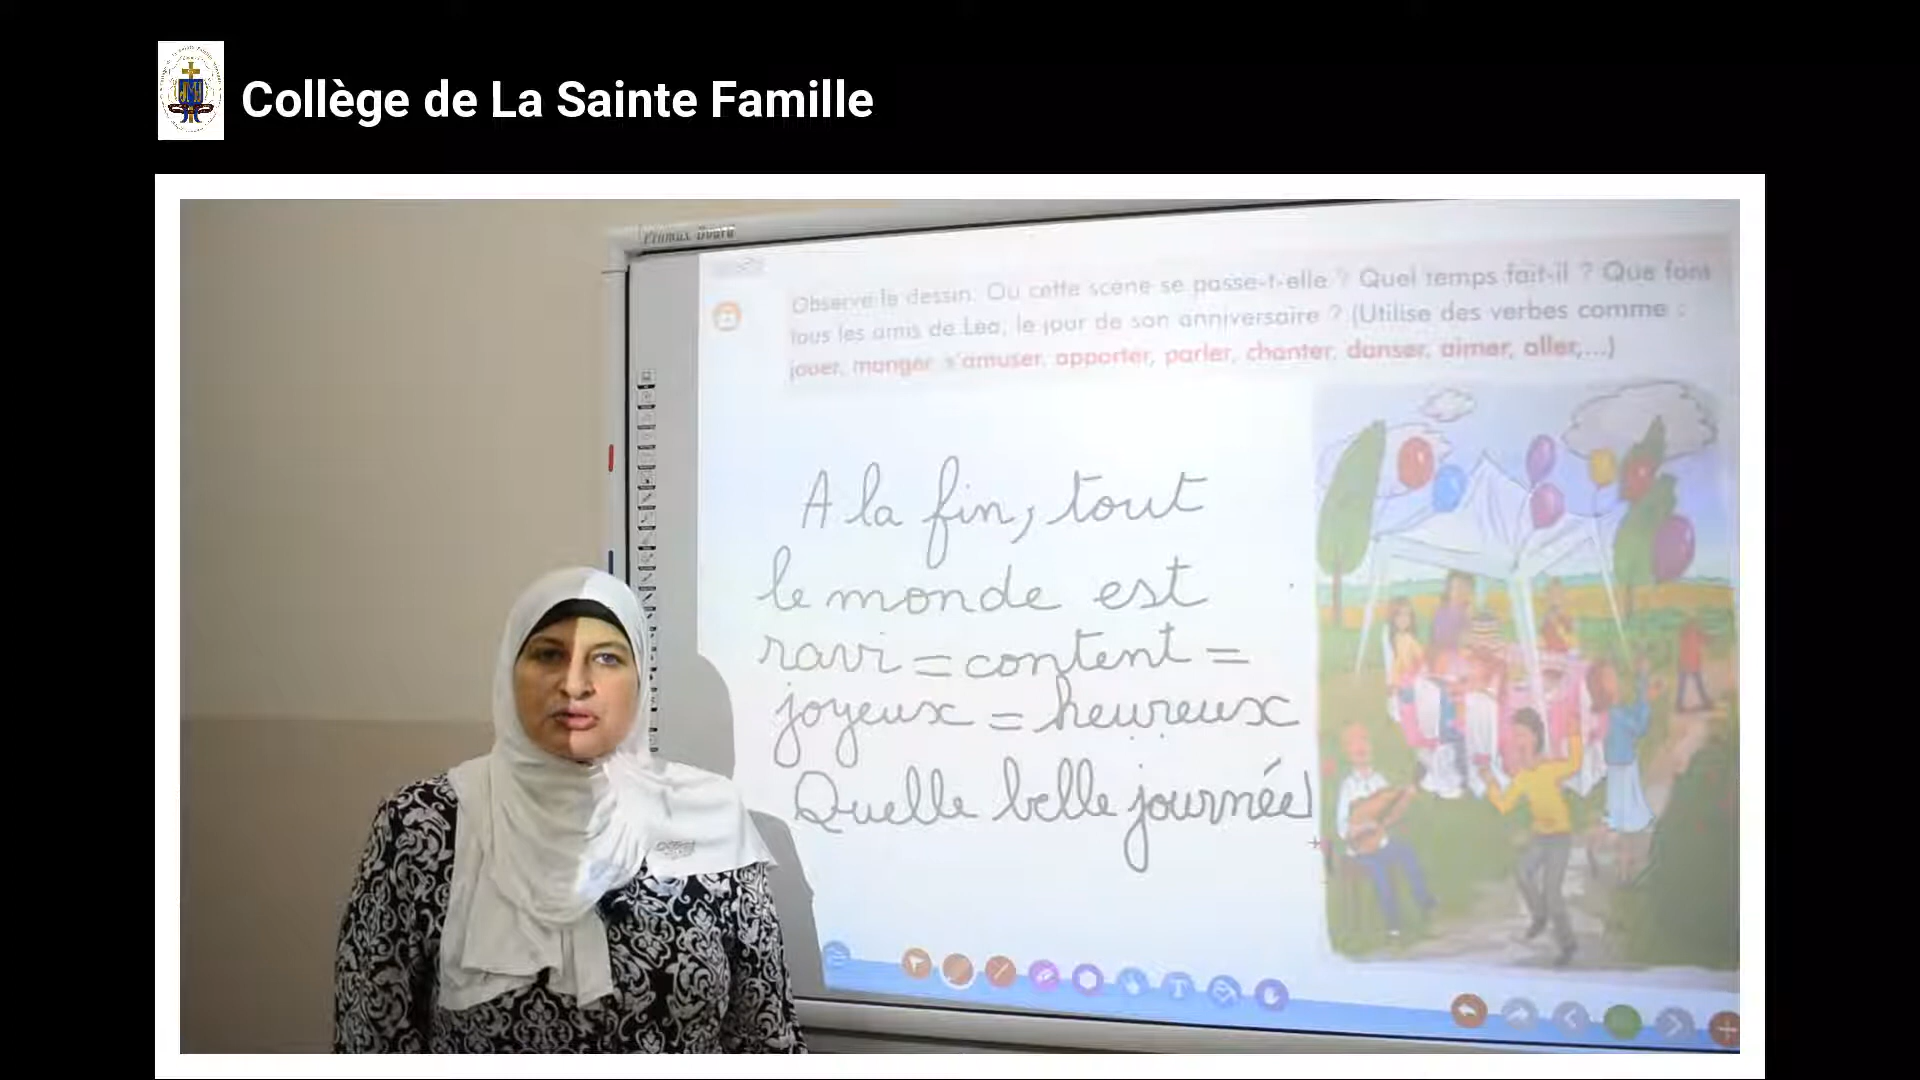 Collège de La Sainte Famille
Primax Board
Observe le dessin. Où cette scène se passe-t-elle ? Quel temps fait-il ? Que font
tous les amis de Léa, le jour de son anniversaire ? (Utilise des verbes comme :
jouer, manger, s'amuser, apporter, parler, chanter, danser, aimer, aller,...)
A la fin, tout
le monde est
ravi = content =
joyeux = heureux
Quelle belle journée!